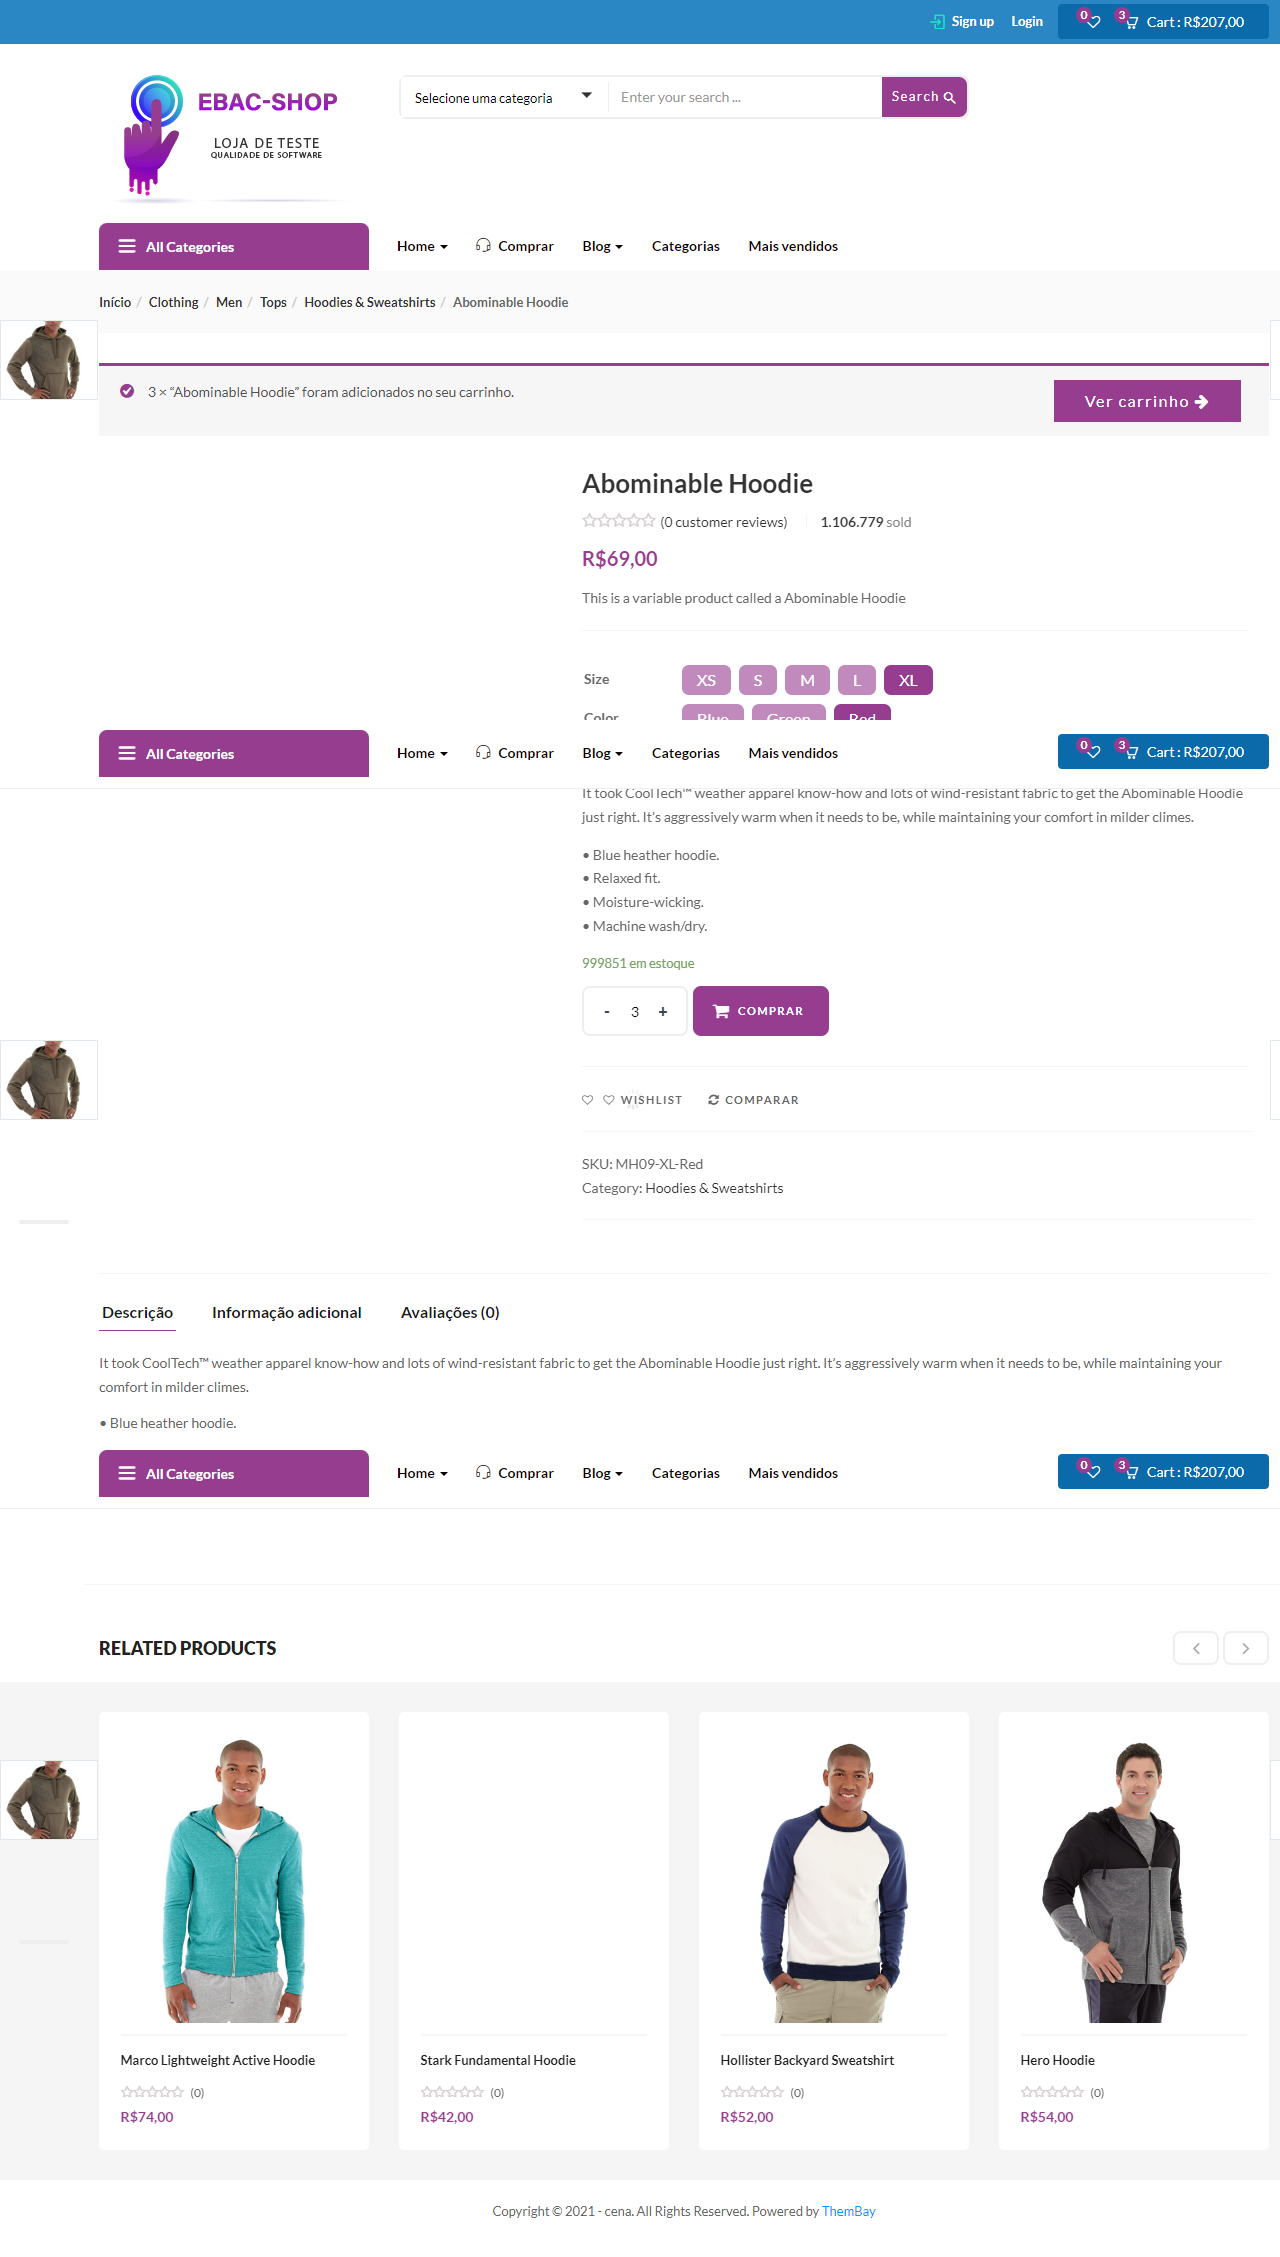 Sign up Login 0 3 Cart : R$207,00
EBAC-SHOP
LOJA DE TESTE
QUALIDADE DE SOFTWARE
Selecione uma categoria Enter your search ... Search
All Categories Home Comprar Blog Categorias Mais vendidos
Início / Clothing / Men / Tops / Hoodies & Sweatshirts / Abominable Hoodie
3 × “Abominable Hoodie” foram adicionados no seu carrinho. Ver carrinho
Abominable Hoodie
(0 customer reviews) 1.106.779 sold
R$69,00
This is a variable product called a Abominable Hoodie
Size XS S M L XL
Color Blue Green Red
All Categories Home Comprar Blog Categorias Mais vendidos 0 3 Cart : R$207,00
It took CoolTech™ weather apparel know-how and lots of wind-resistant fabric to get the Abominable Hoodie
just right. It’s aggressively warm when it needs to be, while maintaining your comfort in milder climes.
• Blue heather hoodie.
• Relaxed fit.
• Moisture-wicking.
• Machine wash/dry.
999851 em estoque
- 3 + COMPRAR
WISHLIST COMPARAR
SKU: MH09-XL-Red
Category: Hoodies & Sweatshirts
Descrição Informação adicional Avaliações (0)
It took CoolTech™ weather apparel know-how and lots of wind-resistant fabric to get the Abominable Hoodie just right. It’s aggressively warm when it needs to be, while maintaining your
comfort in milder climes.
• Blue heather hoodie.
All Categories Home Comprar Blog Categorias Mais vendidos 0 3 Cart : R$207,00
RELATED PRODUCTS
Marco Lightweight Active Hoodie Stark Fundamental Hoodie Hollister Backyard Sweatshirt Hero Hoodie
(0) (0) (0) (0)
R$74,00 R$42,00 R$52,00 R$54,00
Copyright © 2021 - cena. All Rights Reserved. Powered by ThemBay